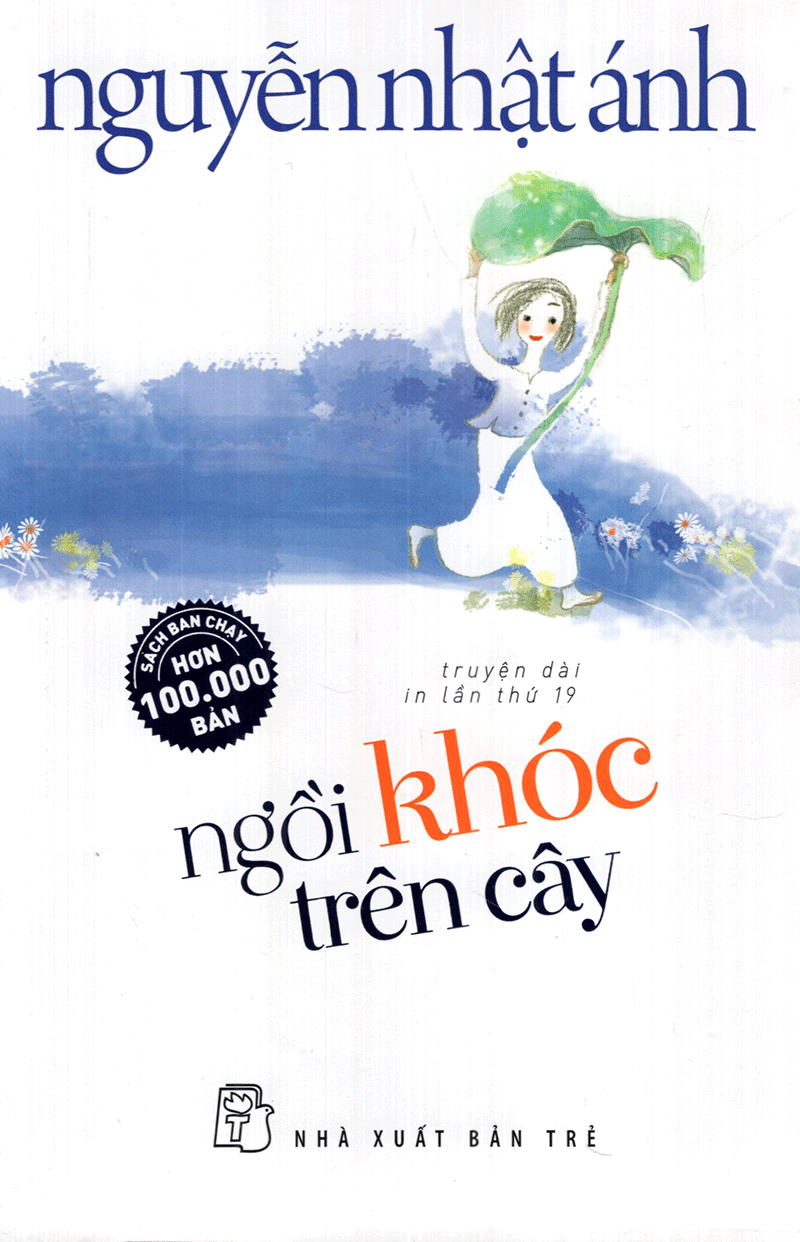 nguyễn nhật ánh
SÁCH BÁN CHẠY
HƠN
100.000
BẢN
truyện dài
in lần thứ 19
ngồi khóc
trên cây
T
NHÀ XUẤT BẢN TRẺ